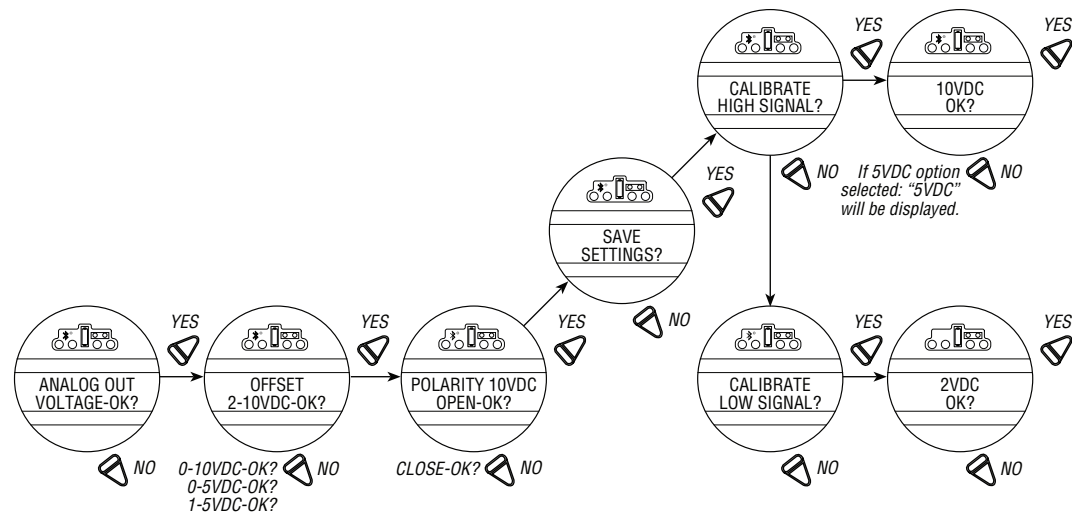 YES
YES
CALIBRATE
HIGH SIGNAL?
10VDC
OK?
NO
If 5VDC option
selected: "5VDC"
will be displayed.
NO
YES
SAVE
SETTINGS?
NO
YES
YES
YES
YES
YES
ANALOG OUT
VOLTAGE-OK?
OFFSET
2-10VDC-OK?
POLARITY 10VDC
OPEN-OK?
CALIBRATE
LOW SIGNAL?
2VDC
OK?
NO
0-10VDC-OK?
0-5VDC-OK?
1-5VDC-OK?
NO
CLOSE-OK?
NO
NO
NO